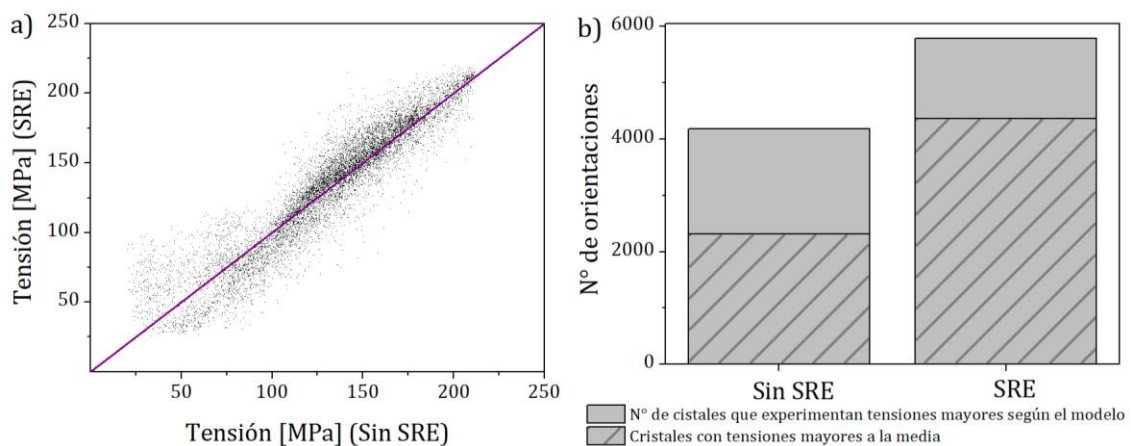 a)
250
200
150
100
50
Tensión [MPa] (SRE)
50
100
150
200
250
Tensión [MPa] (Sin SRE)
b)
6000
4000
2000
0
N° de orientaciones
Sin SRE
SRE
N° de cistales que experimentan tensiones mayores según el modelo
Cristales con tensiones mayores a la media